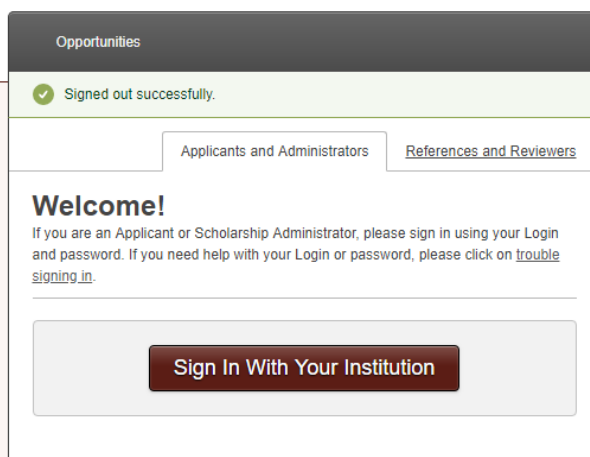 Opportunities
Signed out successfully.
Applicants and Administrators
References and Reviewers
Welcome!
If you are an Applicant or Scholarship Administrator, please sign in using your Login
and password. If you need help with your Login or password, please click on trouble
signing in.
Sign In With Your Institution